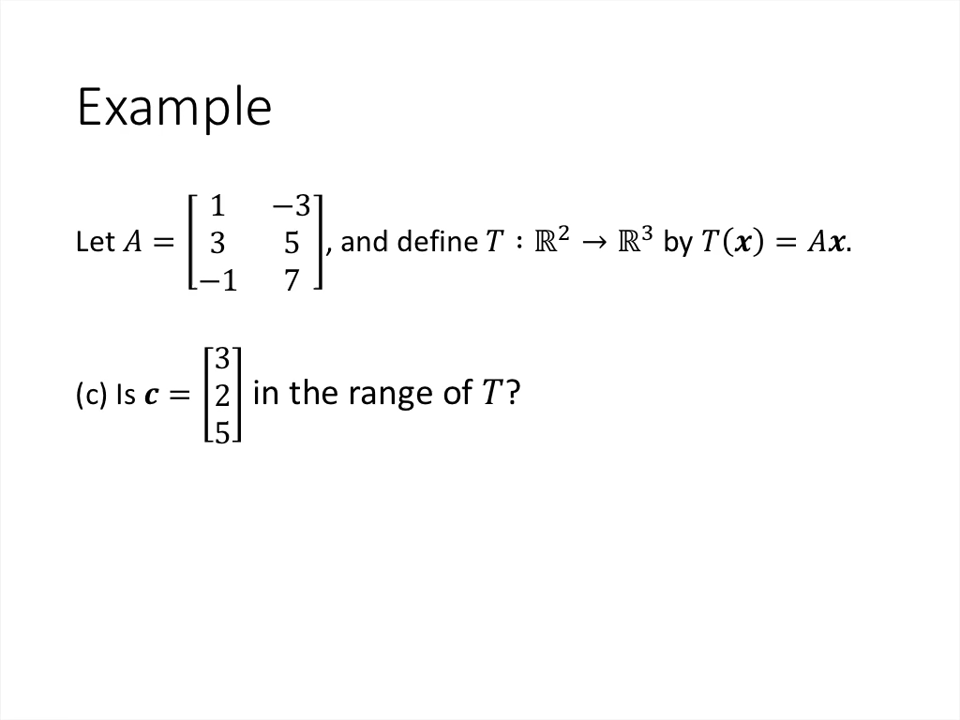 Example
Let 𝐴 = [1 −3; 3 5; −1 7], and define 𝑇 : ℝ² → ℝ³ by 𝑇(𝒙) = 𝐴𝒙.
(c) Is 𝒄 = [3; 2; 5] in the range of 𝑇?